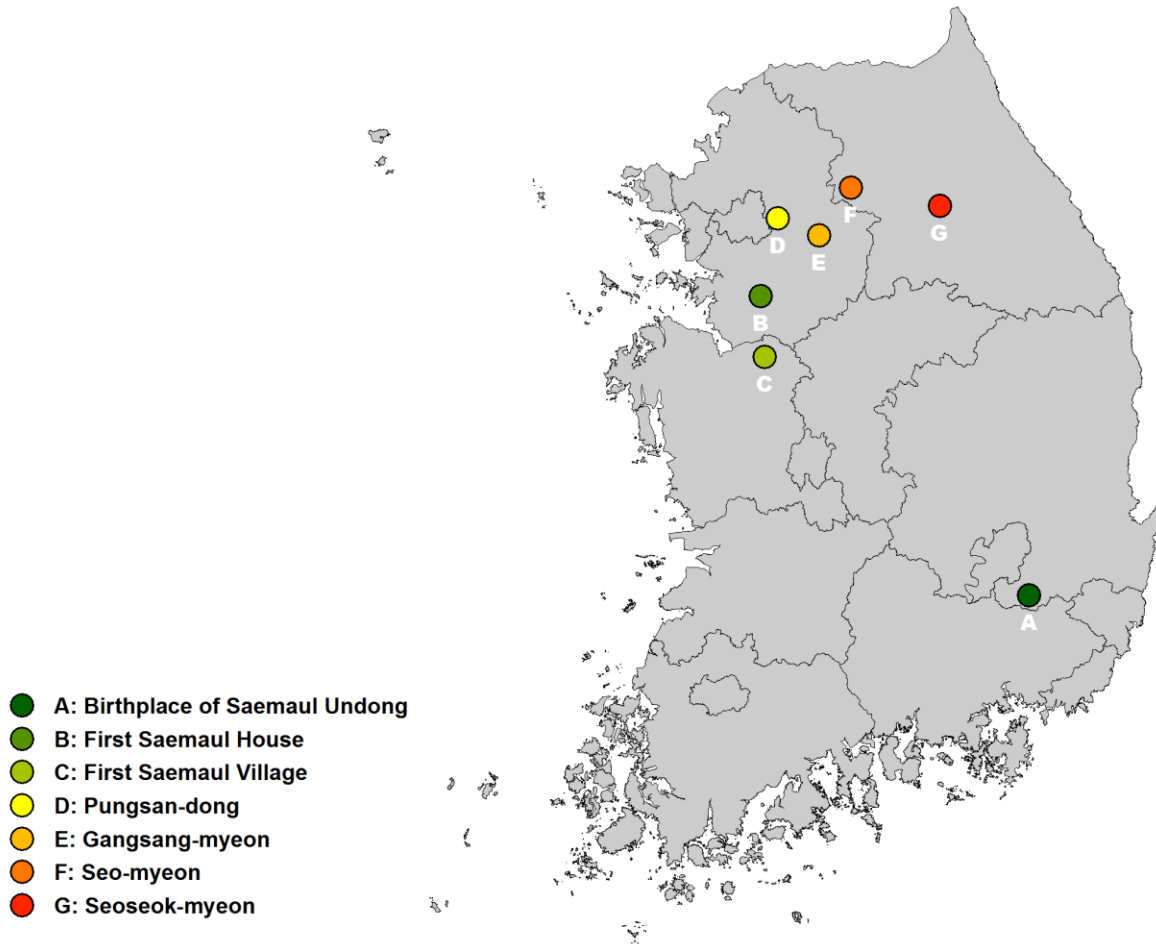 F
D
G
E
B
C
A
A: Birthplace of Saemaul Undong
B: First Saemaul House
C: First Saemaul Village
D: Pungsan-dong
E: Gangsang-myeon
F: Seo-myeon
G: Seoseok-myeon